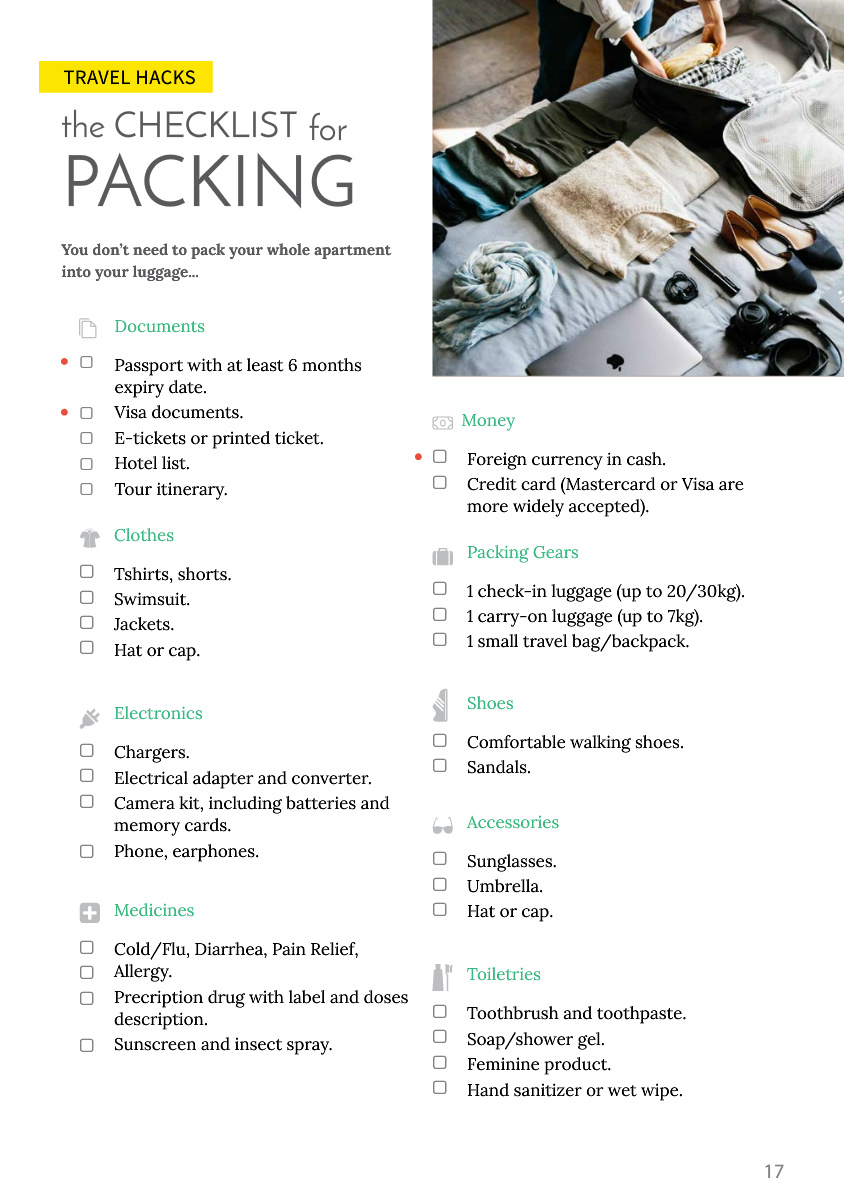 TRAVEL HACKS
the CHECKLIST for
PACKING
You don’t need to pack your whole apartment
into your luggage...
Documents
Passport with at least 6 months
expiry date.
Visa documents.
E-tickets or printed ticket.
Hotel list.
Tour itinerary.
Clothes
Tshirts, shorts.
Swimsuit.
Jackets.
Hat or cap.
Electronics
Chargers.
Electrical adapter and converter.
Camera kit, including batteries and
memory cards.
Phone, earphones.
Medicines
Cold/Flu, Diarrhea, Pain Relief,
Allergy.
Precription drug with label and doses
description.
Sunscreen and insect spray.
Money
Foreign currency in cash.
Credit card (Mastercard or Visa are
more widely accepted).
Packing Gears
1 check-in luggage (up to 20/30kg).
1 carry-on luggage (up to 7kg).
1 small travel bag/backpack.
Shoes
Comfortable walking shoes.
Sandals.
Accessories
Sunglasses.
Umbrella.
Hat or cap.
Toiletries
Toothbrush and toothpaste.
Soap/shower gel.
Feminine product.
Hand sanitizer or wet wipe.
17